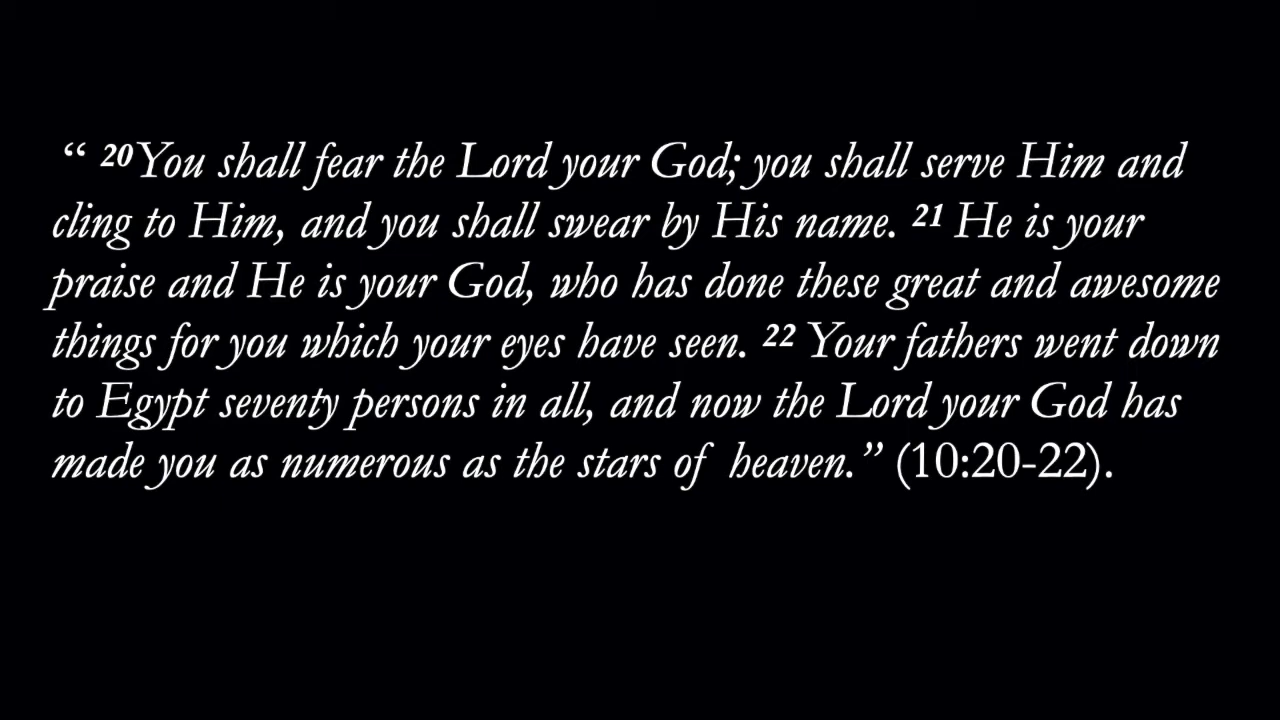 “ 20You shall fear the Lord your God; you shall serve Him and
cling to Him, and you shall swear by His name. 21 He is your
praise and He is your God, who has done these great and awesome
things for you which your eyes have seen. 22 Your fathers went down
to Egypt seventy persons in all, and now the Lord your God has
made you as numerous as the stars of heaven.” (10:20-22).